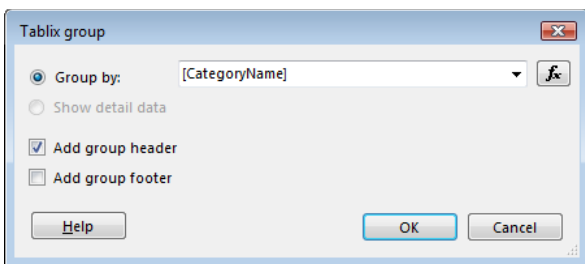 Tablix group
Group by: [CategoryName] fx
Show detail data
Add group header
Add group footer
Help OK Cancel